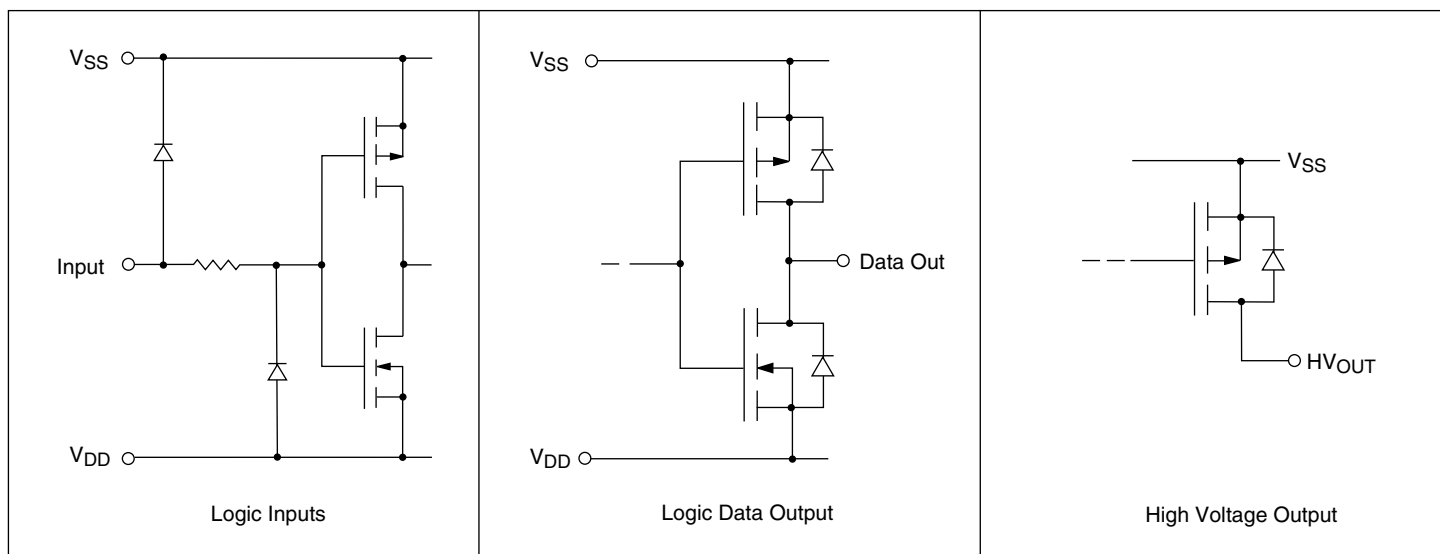 VSS
Input
VDD
Logic Inputs
VSS
Data Out
VDD
Logic Data Output
VSS
HVOUT
High Voltage Output